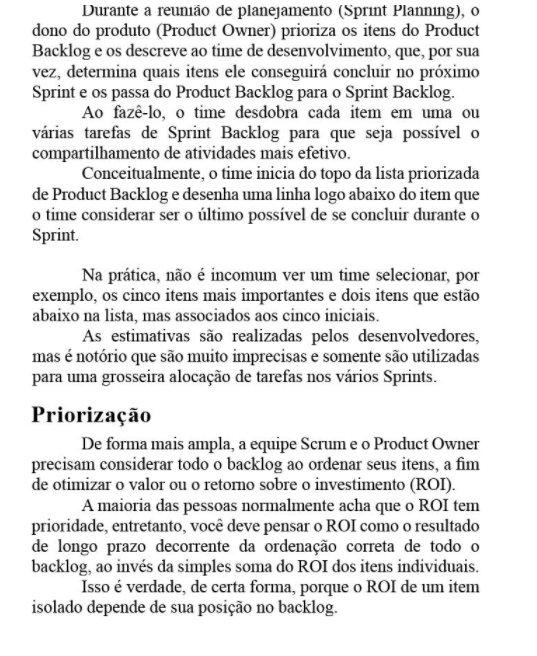 Durante a reunião de planejamento (Sprint Planning), o
dono do produto (Product Owner) prioriza os itens do Product
Backlog e os descreve ao time de desenvolvimento, que, por sua
vez, determina quais itens ele conseguirá concluir no próximo
Sprint e os passa do Product Backlog para o Sprint Backlog.
Ao fazê-lo, o time desdobra cada item em uma ou
várias tarefas de Sprint Backlog para que seja possível o
compartilhamento de atividades mais efetivo.
Conceitualmente, o time inicia do topo da lista priorizada
de Product Backlog e desenha uma linha logo abaixo do item que
o time considerar ser o último possível de se concluir durante o
Sprint.
Na prática, não é incomum ver um time selecionar, por
exemplo, os cinco itens mais importantes e dois itens que estão
abaixo na lista, mas associados aos cinco iniciais.
As estimativas são realizadas pelos desenvolvedores,
mas é notório que são muito imprecisas e somente são utilizadas
para uma grosseira alocação de tarefas nos vários Sprints.
Priorização
De forma mais ampla, a equipe Scrum e o Product Owner
precisam considerar todo o backlog ao ordenar seus itens, a fim
de otimizar o valor ou o retorno sobre o investimento (ROI).
A maioria das pessoas normalmente acha que o ROI tem
prioridade, entretanto, você deve pensar o ROI como o resultado
de longo prazo decorrente da ordenação correta de todo o
backlog, ao invés da simples soma do ROI dos itens individuais.
Isso é verdade, de certa forma, porque o ROI de um item
isolado depende de sua posição no backlog.